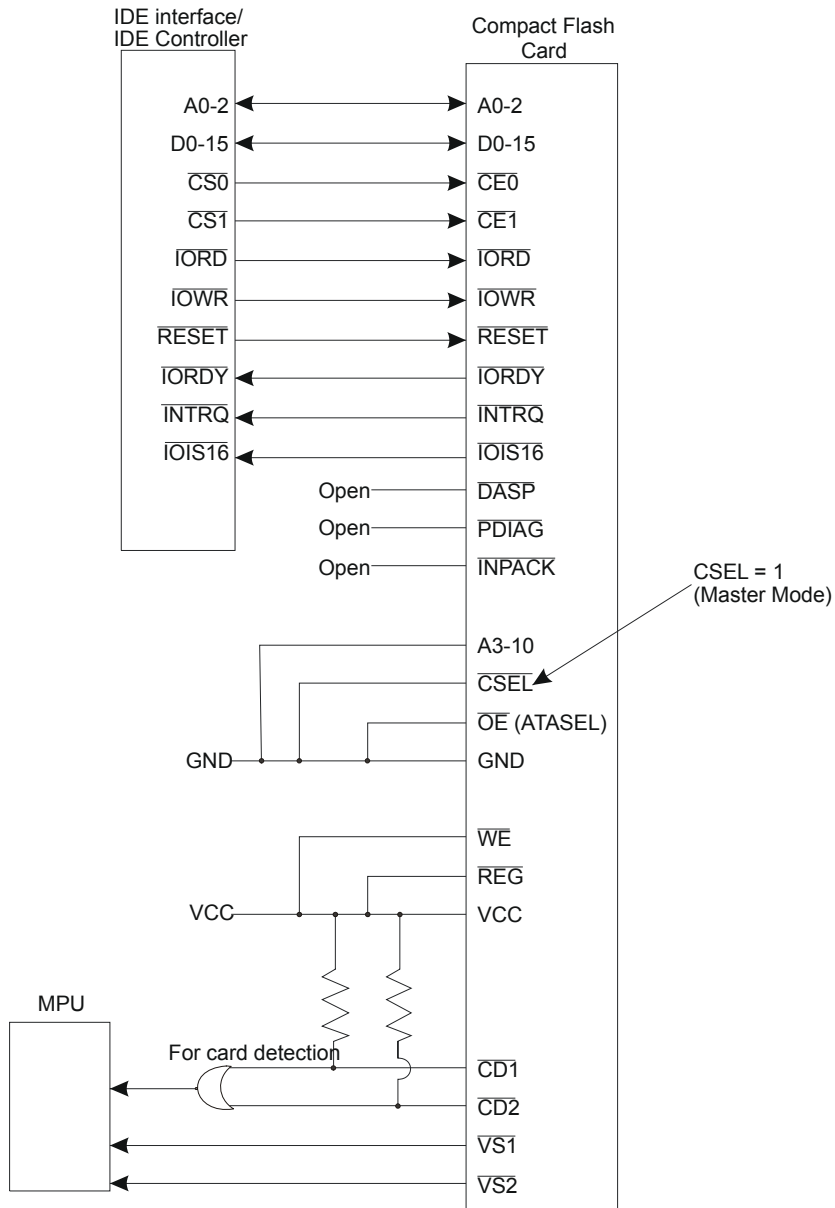 IDE interface/
IDE Controller
Compact Flash
Card
A0-2 A0-2
D0-15 D0-15
CS0 CE0
CS1 CE1
IORD IORD
IOWR IOWR
RESET RESET
IORDY IORDY
INTRQ INTRQ
IOIS16 IOIS16
Open DASP
Open PDIAG
Open INPACK
CSEL = 1
(Master Mode)
A3-10
CSEL
OE (ATASEL)
GND GND
WE
REG
VCC VCC
MPU
For card detection
CD1
CD2
VS1
VS2